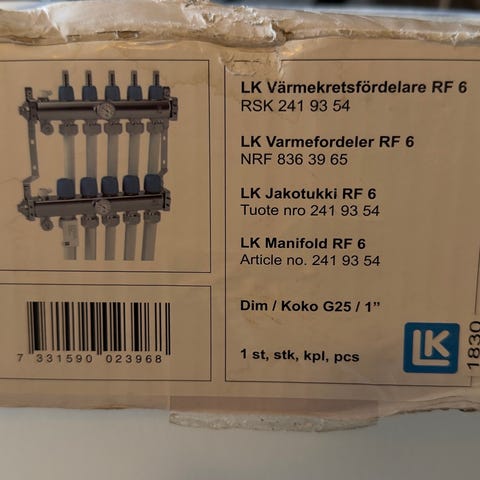 LK Värmekretsfördelare RF 6
RSK 241 93 54
LK Varmefordeler RF 6
NRF 836 39 65
LK Jakotukki RF 6
Tuote nro 241 93 54
LK Manifold RF 6
Article no. 241 93 54
Dim / Koko G25 / 1”
1 st, stk, kpl, pcs
LK
1830
7 331590 023968